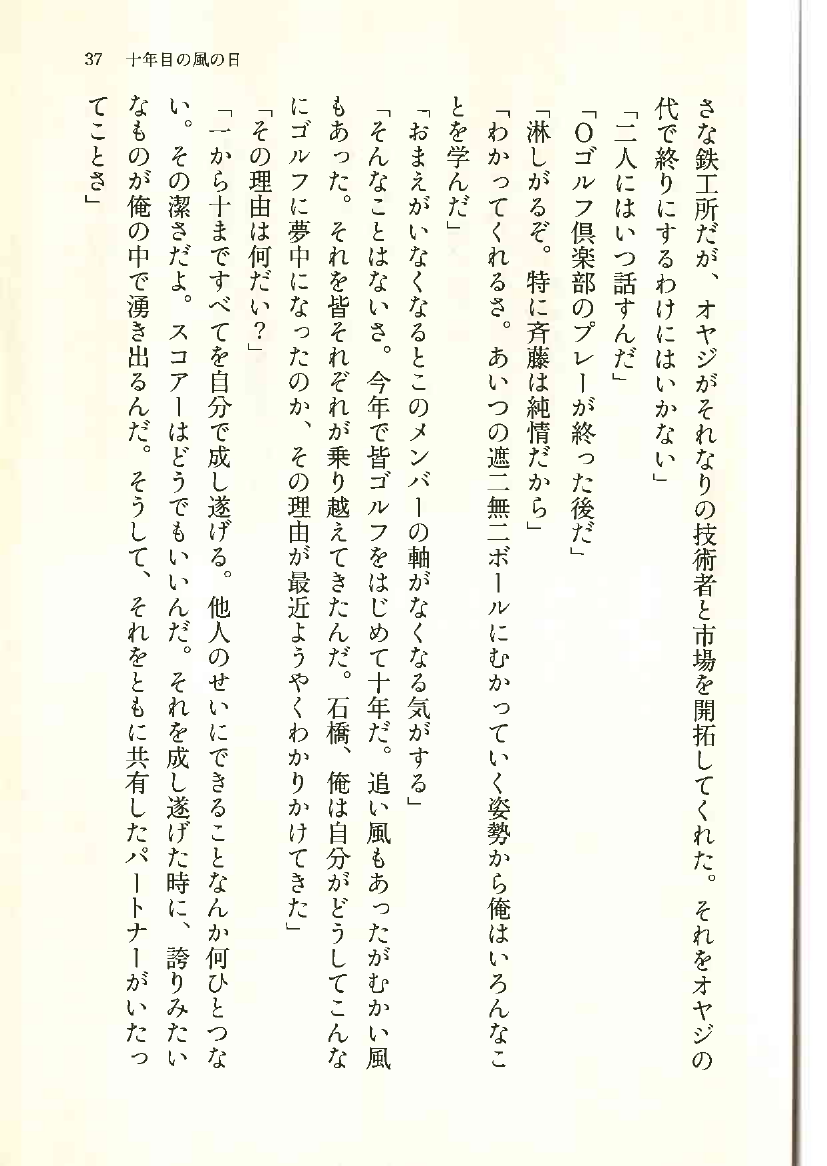 37 十年目の風の日
さな鉄工所だが、オヤジがそれなりの技術者と市場を開拓してくれた。それをオヤジの
代で終りにするわけにはいかない」
「二人にはいつ話すんだ」
「Ｏゴルフ倶楽部のプレーが終った後だ」
「淋しがるぞ。特に斉藤は純情だから」
「わかってくれるさ。あいつの遮二無二ボールにむかっていく姿勢から俺はいろんなこ
とを学んだ」
「おまえがいなくなるとこのメンバーの軸がなくなる気がする」
「そんなことはないさ。今年で皆ゴルフをはじめて十年だ。追い風もあったがむかい風
もあった。それを皆それぞれが乗り越えてきたんだ。石橋、俺は自分がどうしてこんな
にゴルフに夢中になったのか、その理由が最近ようやくわかりかけてきた」
「その理由は何だい？」
「一から十まですべてを自分で成し遂げる。他人のせいにできることなんか何ひとつな
い。その潔さだよ。スコアーはどうでもいいんだ。それを成し遂げた時に、誇りみたい
なものが俺の中で湧き出るんだ。そうして、それをともに共有したパートナーがいたっ
てことさ」